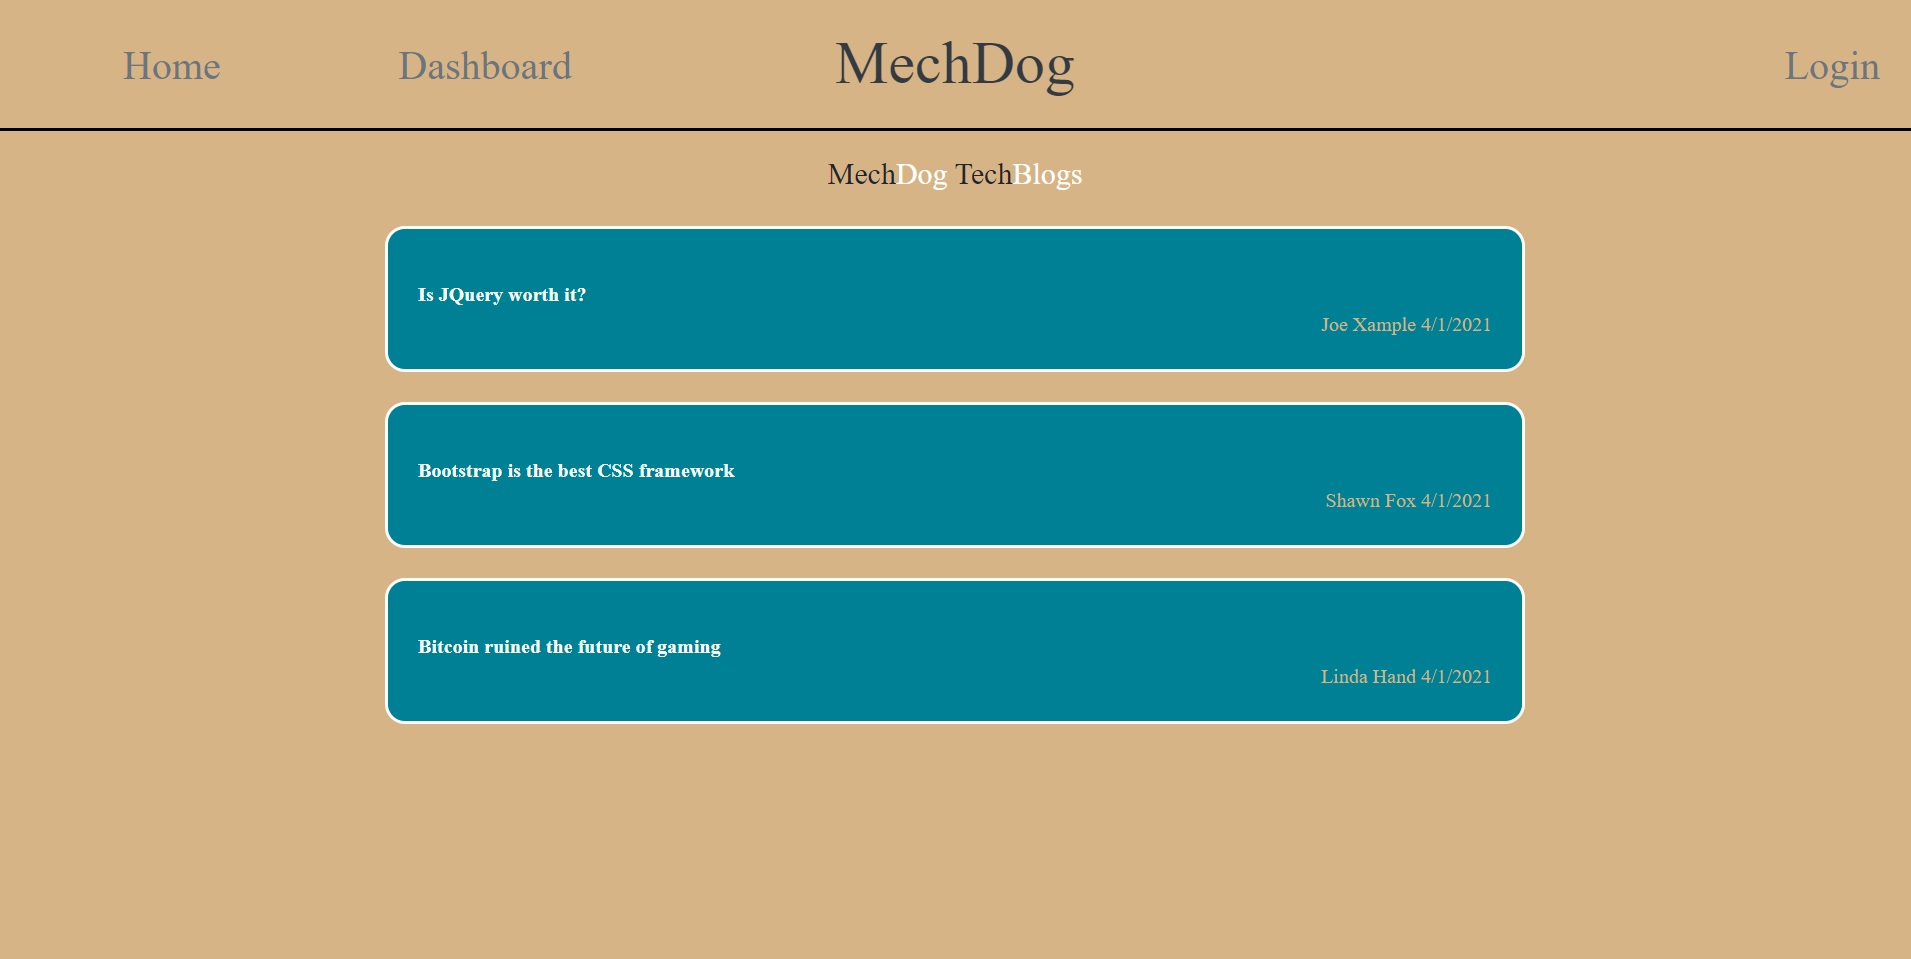 Home Dashboard MechDog Login
MechDog TechBlogs
Is JQuery worth it?
Joe Xample 4/1/2021
Bootstrap is the best CSS framework
Shawn Fox 4/1/2021
Bitcoin ruined the future of gaming
Linda Hand 4/1/2021